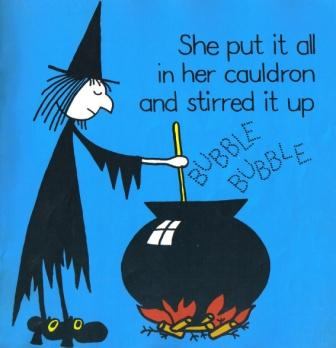 She put it all
in her cauldron
and stirred it up
BUBBLE
BUBBLE